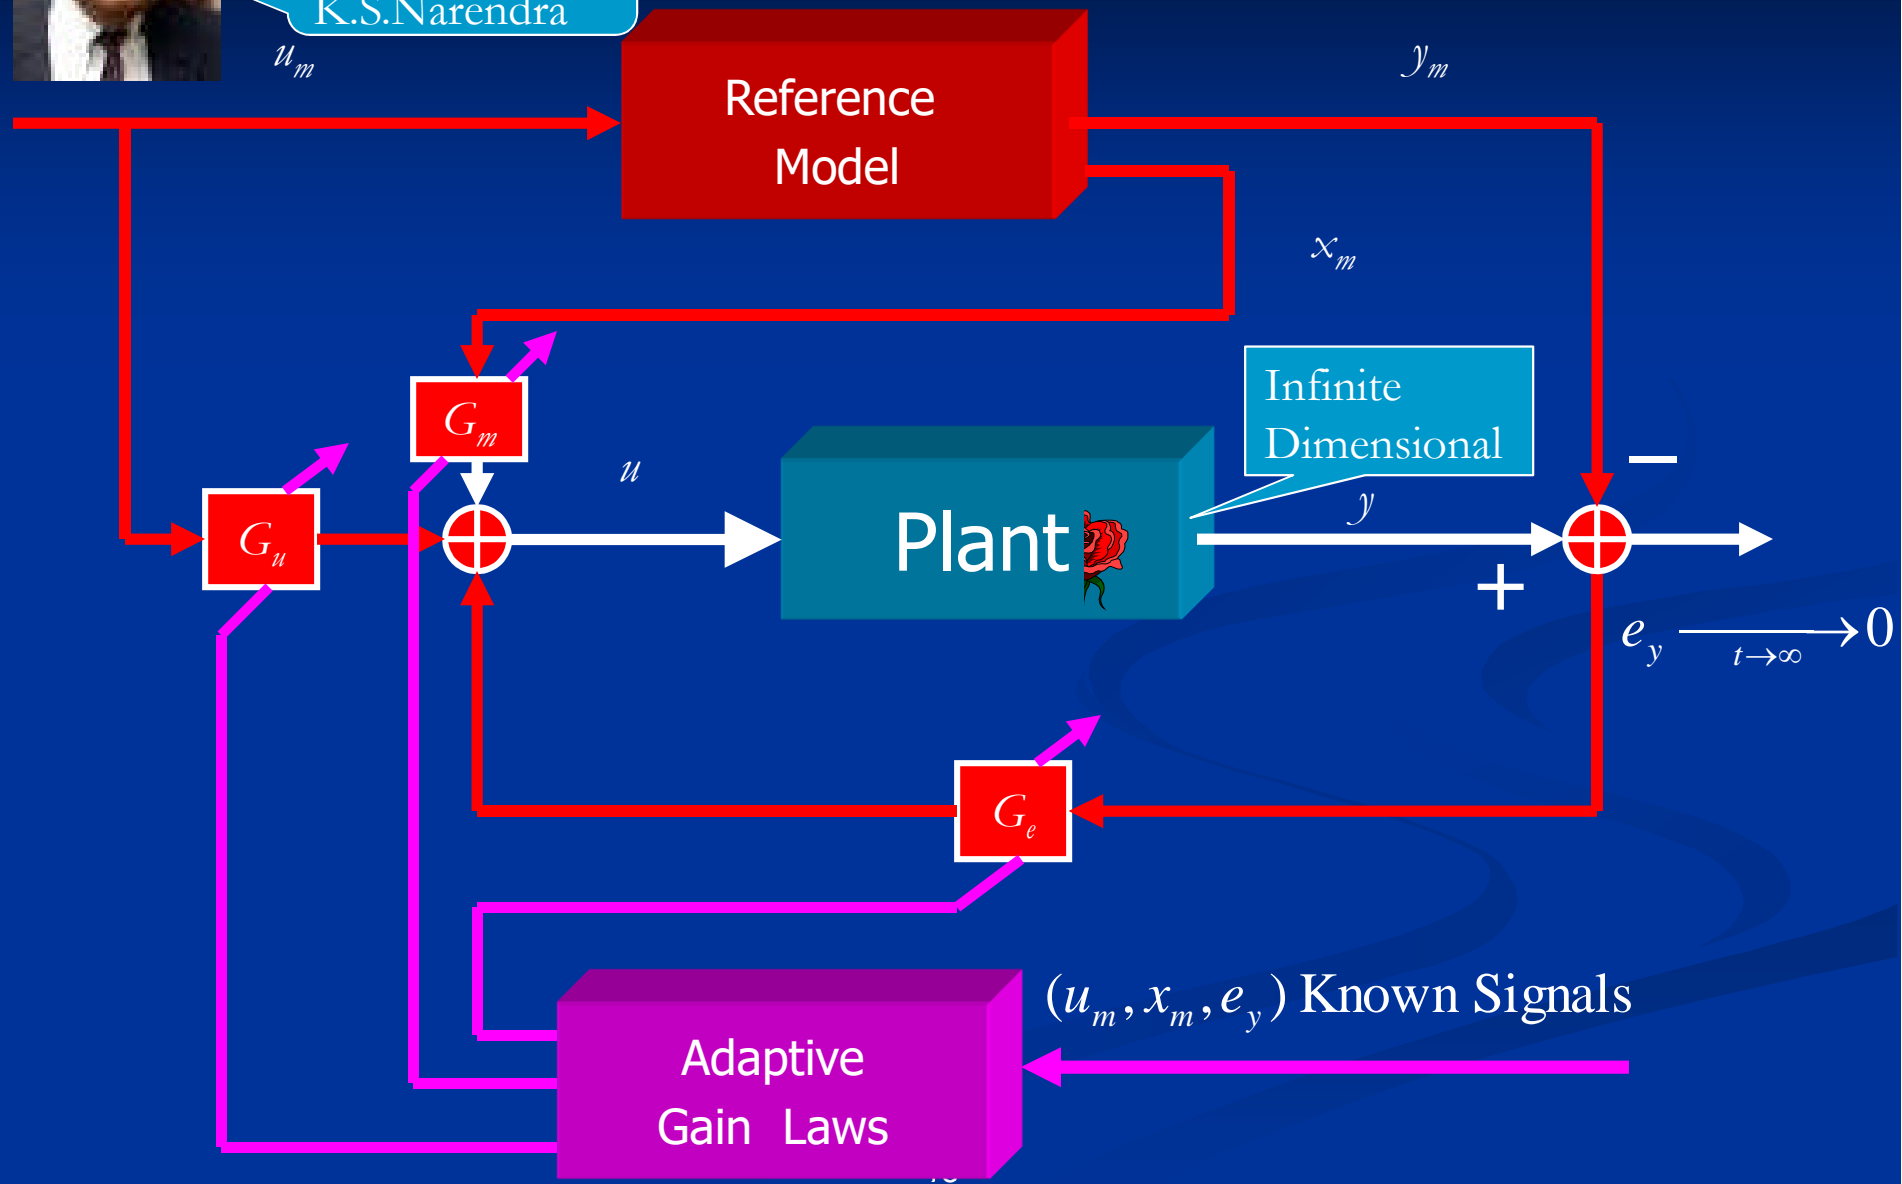 K.S.Narendra
u_m
y_m
Reference
Model
x_m
Infinite
Dimensional
G_m
u
y
−
G_u
Plant
+
e_y ⟶ 0
t→∞
G_e
(u_m, x_m, e_y) Known Signals
Adaptive
Gain Laws